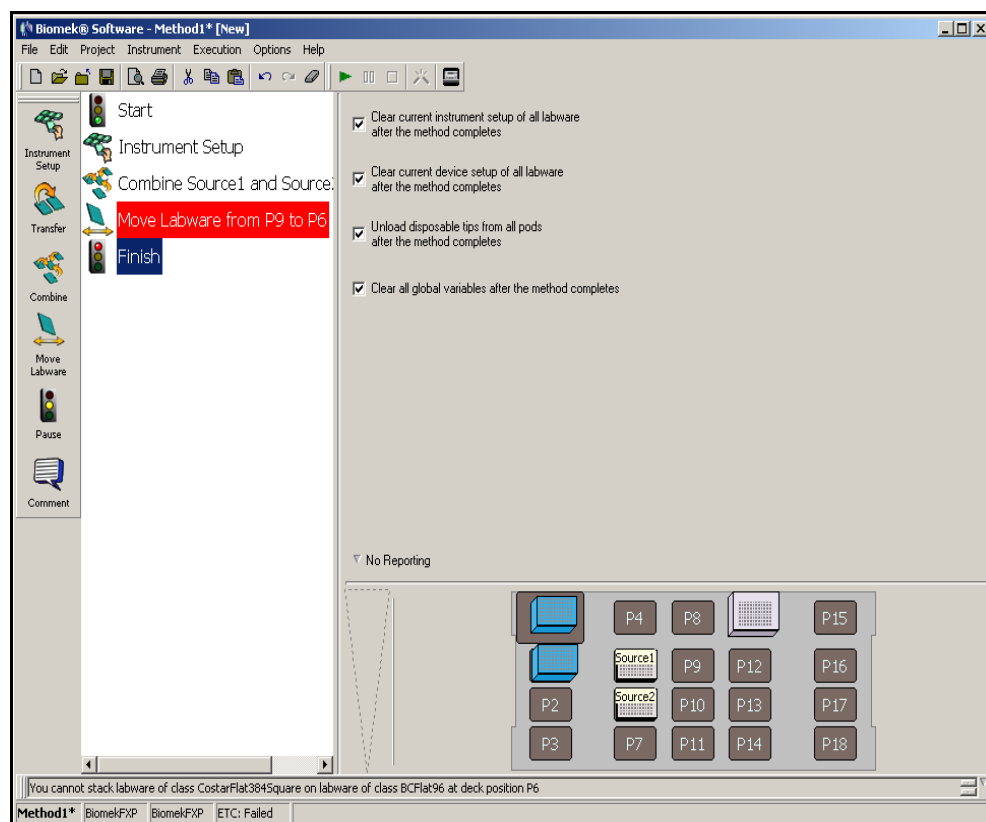 Biomek® Software - Method1* [New]
File Edit Project Instrument Execution Options Help
Instrument
Setup
Transfer
Combine
Move
Labware
Pause
Comment
Start
Instrument Setup
Combine Source1 and Source
Move Labware from P9 to P6
Finish
Clear current instrument setup of all labware
after the method completes
Clear current device setup of all labware
after the method completes
Unload disposable tips from all pods
after the method completes
Clear all global variables after the method completes
No Reporting
P4 P8 P15
Source1 P9 P12 P16
P2 Source2 P10 P13 P17
P3 P7 P11 P14 P18
You cannot stack labware of class CostarFlat384Square on labware of class BCFlat96 at deck position P6
Method1* BiomekFXP BiomekFXP ETC: Failed